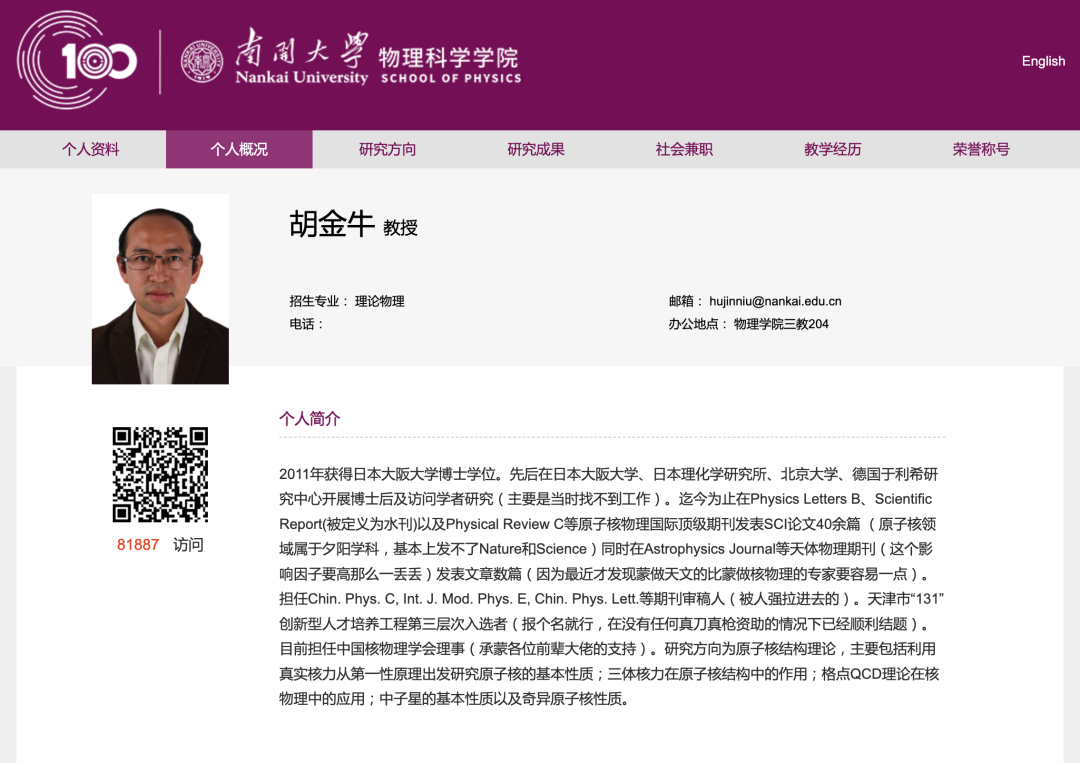 100
南開大學
物理科学学院
Nankai University
SCHOOL OF PHYSICS
English
个人资料
个人概况
研究方向
研究成果
社会兼职
教学经历
荣誉称号
胡金牛 教授
招生专业： 理论物理
邮箱： hujinniu@nankai.edu.cn
电话：
办公地点： 物理学院三教204
个人简介
2011年获得日本大阪大学博士学位。先后在日本大阪大学、日本理化学研究所、北京大学、德国于利希研
究中心开展博士后及访问学者研究（主要是当时找不到工作）。迄今为止在Physics Letters B、Scientific
Report(被定义为水刊)以及Physical Review C等原子核物理国际顶级期刊发表SCI论文40余篇 （原子核领
域属于夕阳学科，基本上发不了Nature和Science）同时在Astrophysics Journal等天体物理期刊（这个影
响因子要高那么一丢丢）发表文章数篇（因为最近才发现蒙做天文的比蒙做核物理的专家要容易一点）。
担任Chin. Phys. C, Int. J. Mod. Phys. E, Chin. Phys. Lett.等期刊审稿人（被人强拉进去的）。天津市“131”
创新型人才培养工程第三层次入选者（报个名就行，在没有任何真刀真枪资助的情况下已经顺利结题）。
目前担任中国核物理学会理事（承蒙各位前辈大佬的支持）。研究方向为原子核结构理论，主要包括利用
真实核力从第一性原理出发研究原子核的基本性质；三体核力在原子核结构中的作用；格点QCD理论在核
物理中的应用；中子星的基本性质以及奇异原子核性质。
81887 访问